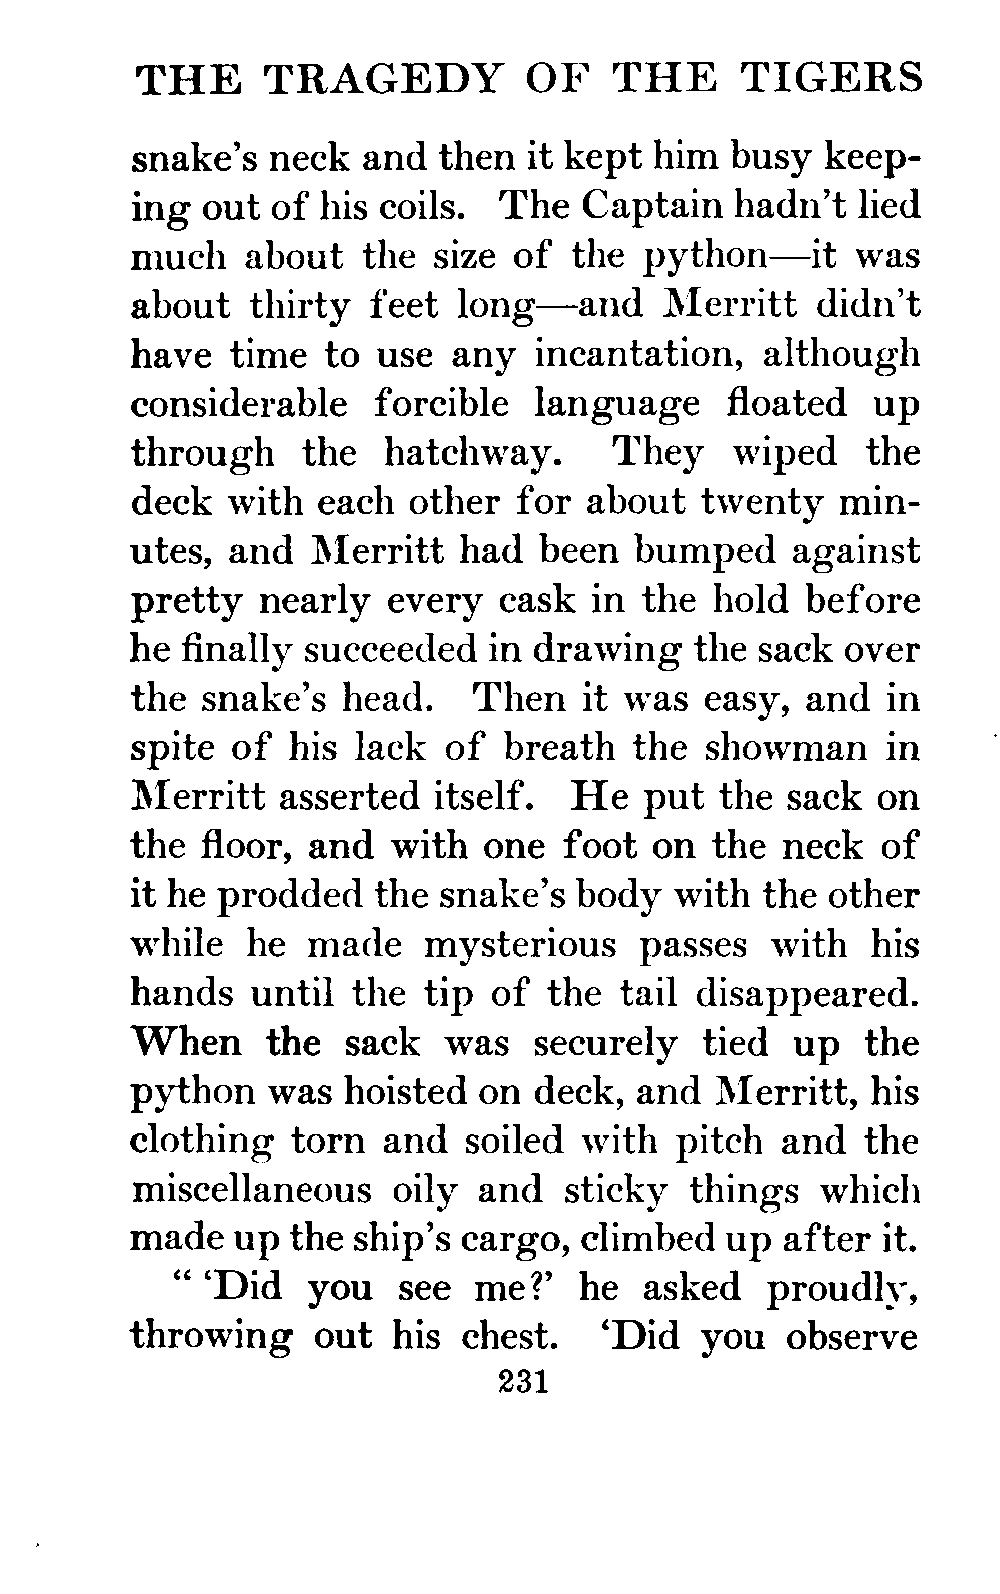 THE TRAGEDY OF THE TIGERS
snake's neck and then it kept him busy keep-
ing out of his coils. The Captain hadn't lied
much about the size of the python—it was
about thirty feet long—and Merritt didn't
have time to use any incantation, although
considerable forcible language floated up
through the hatchway. They wiped the
deck with each other for about twenty min-
utes, and Merritt had been bumped against
pretty nearly every cask in the hold before
he finally succeeded in drawing the sack over
the snake's head. Then it was easy, and in
spite of his lack of breath the showman in
Merritt asserted itself. He put the sack on
the floor, and with one foot on the neck of
it he prodded the snake's body with the other
while he made mysterious passes with his
hands until the tip of the tail disappeared.
When the sack was securely tied up the
python was hoisted on deck, and Merritt, his
clothing torn and soiled with pitch and the
miscellaneous oily and sticky things which
made up the ship's cargo, climbed up after it.
“ ‘Did you see me?’ he asked proudly,
throwing out his chest. ‘Did you observe
231